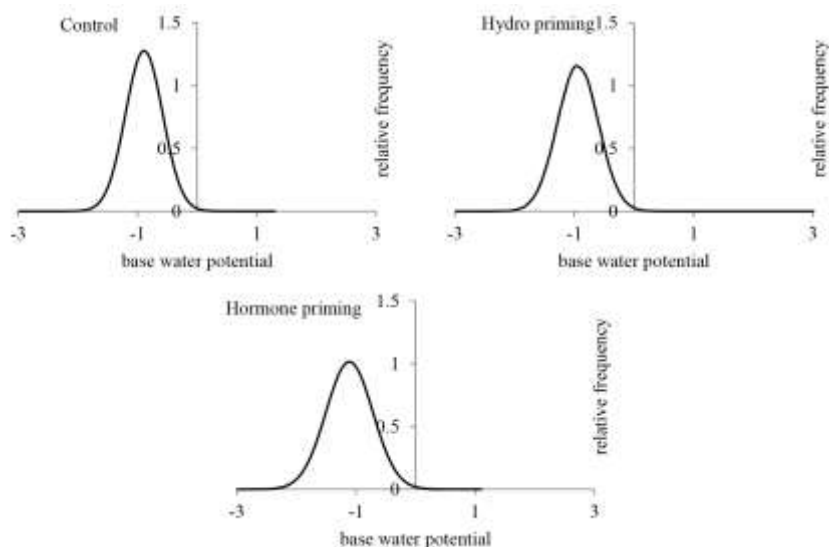 Control
1.5
1
0.5
0
-3
-1
1
3
base water potential
relative frequency
Hydro priming
1.5
1
0.5
0
-3
-1
1
3
base water potential
relative frequency
Hormone priming
1.5
1
0.5
0
-3
-1
1
3
base water potential
relative frequency